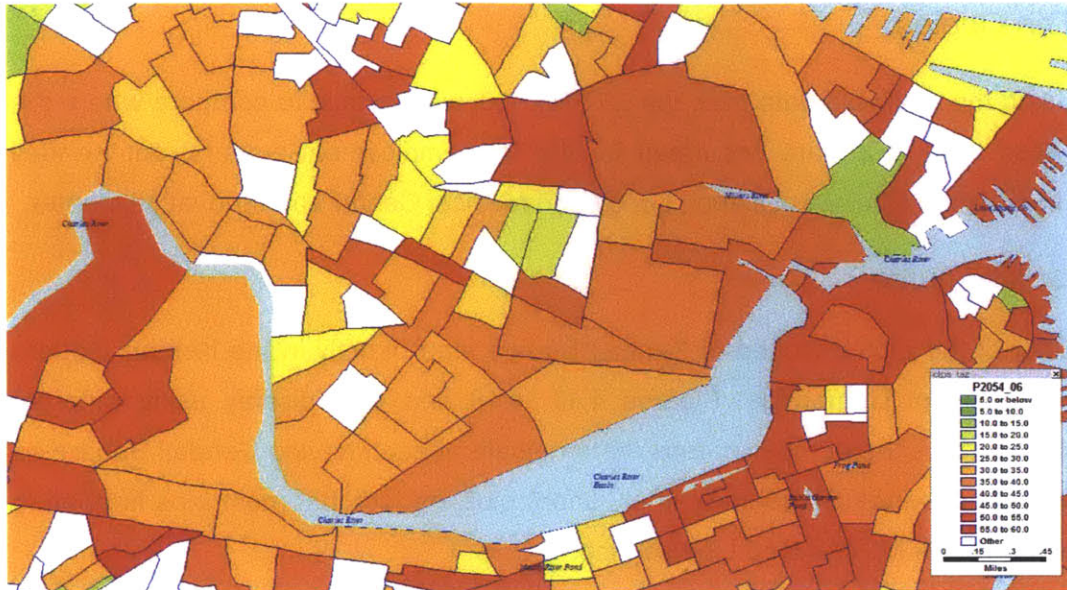 Charles River
Charles River
Charles River
Charles River
Basin
Frog Pond
Pond
P2054_06
5.0 or below
5.0 to 10.0
10.0 to 15.0
15.0 to 20.0
20.0 to 25.0
25.0 to 30.0
30.0 to 35.0
35.0 to 40.0
40.0 to 45.0
45.0 to 50.0
50.0 to 55.0
55.0 to 60.0
Other
0 .15 .3 .45
Miles